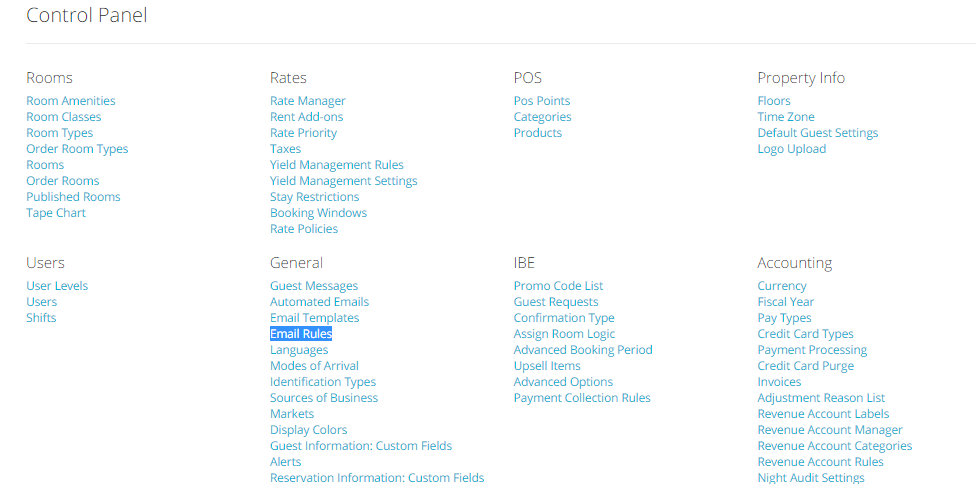 Control Panel
Rooms
Room Amenities
Room Classes
Room Types
Order Room Types
Rooms
Order Rooms
Published Rooms
Tape Chart
Rates
Rate Manager
Rent Add-ons
Rate Priority
Taxes
Yield Management Rules
Yield Management Settings
Stay Restrictions
Booking Windows
Rate Policies
POS
Pos Points
Categories
Products
Property Info
Floors
Time Zone
Default Guest Settings
Logo Upload
Users
User Levels
Users
Shifts
General
Guest Messages
Automated Emails
Email Templates
Email Rules
Languages
Modes of Arrival
Identification Types
Sources of Business
Markets
Display Colors
Guest Information: Custom Fields
Alerts
Reservation Information: Custom Fields
IBE
Promo Code List
Guest Requests
Confirmation Type
Assign Room Logic
Advanced Booking Period
Upsell Items
Advanced Options
Payment Collection Rules
Accounting
Currency
Fiscal Year
Pay Types
Credit Card Types
Payment Processing
Credit Card Purge
Invoices
Adjustment Reason List
Revenue Account Labels
Revenue Account Manager
Revenue Account Categories
Revenue Account Rules
Night Audit Settings